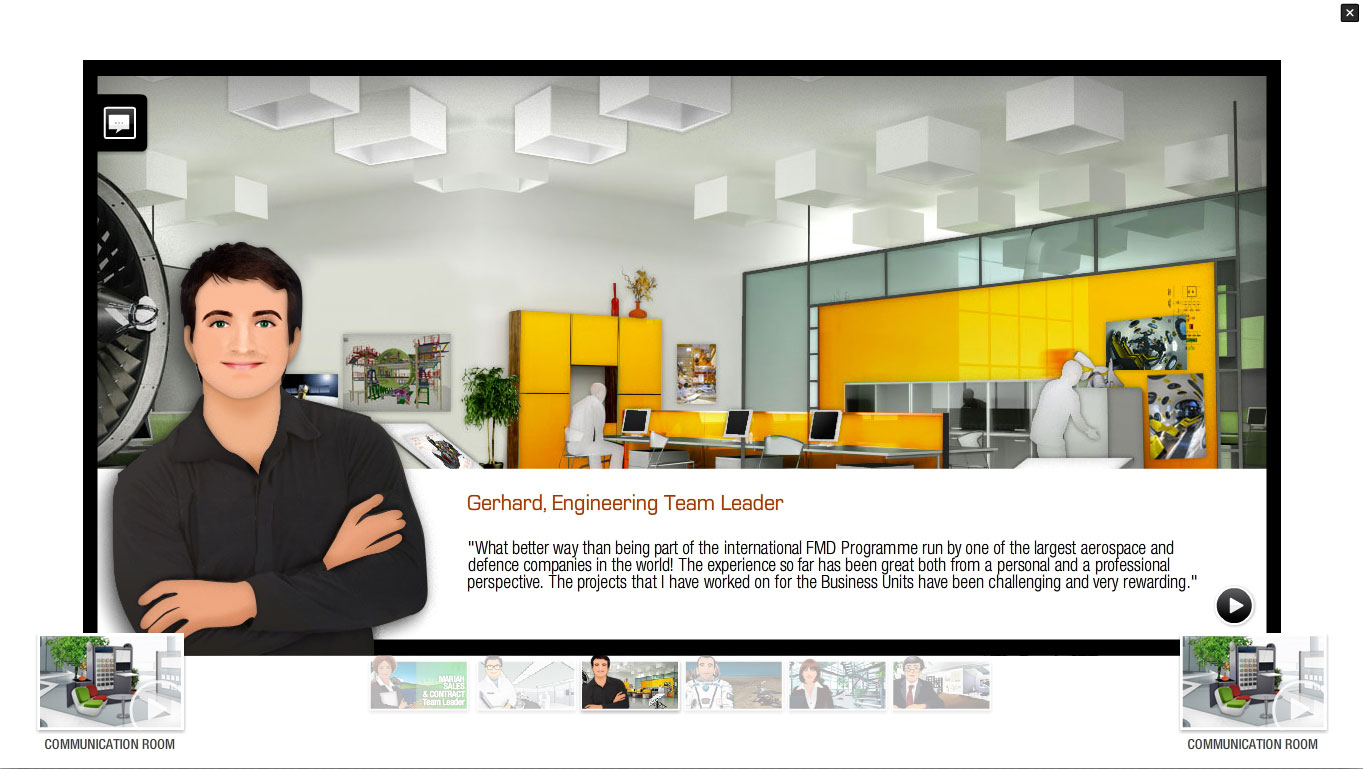 Gerhard, Engineering Team Leader
"What better way than being part of the international FMD Programme run by one of the largest aerospace and
defence companies in the world! The experience so far has been great both from a personal and a professional
perspective. The projects that I have worked on for the Business Units have been challenging and very rewarding."
MARIAH
SALES
& CONTRACT
Team Leader
COMMUNICATION ROOM
COMMUNICATION ROOM